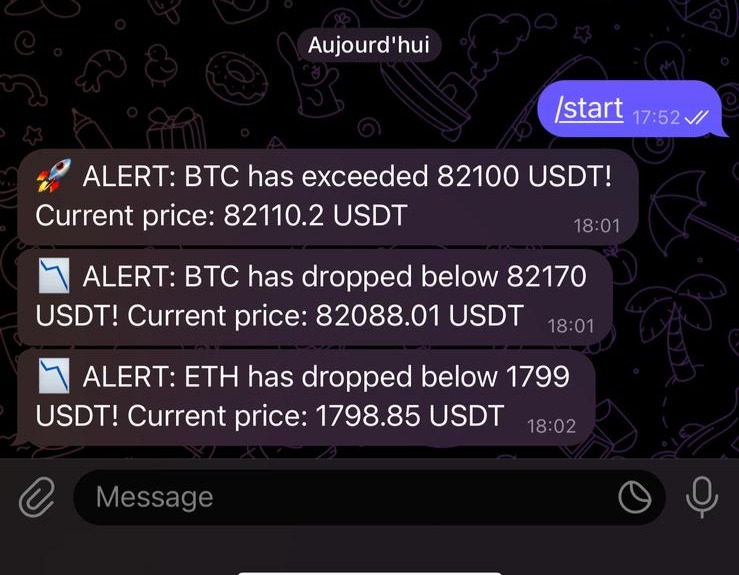 Aujourd'hui
/start 17:52
🚀 ALERT: BTC has exceeded 82100 USDT!
Current price: 82110.2 USDT 18:01
📉 ALERT: BTC has dropped below 82170
USDT! Current price: 82088.01 USDT 18:01
📉 ALERT: ETH has dropped below 1799
USDT! Current price: 1798.85 USDT 18:02
Message